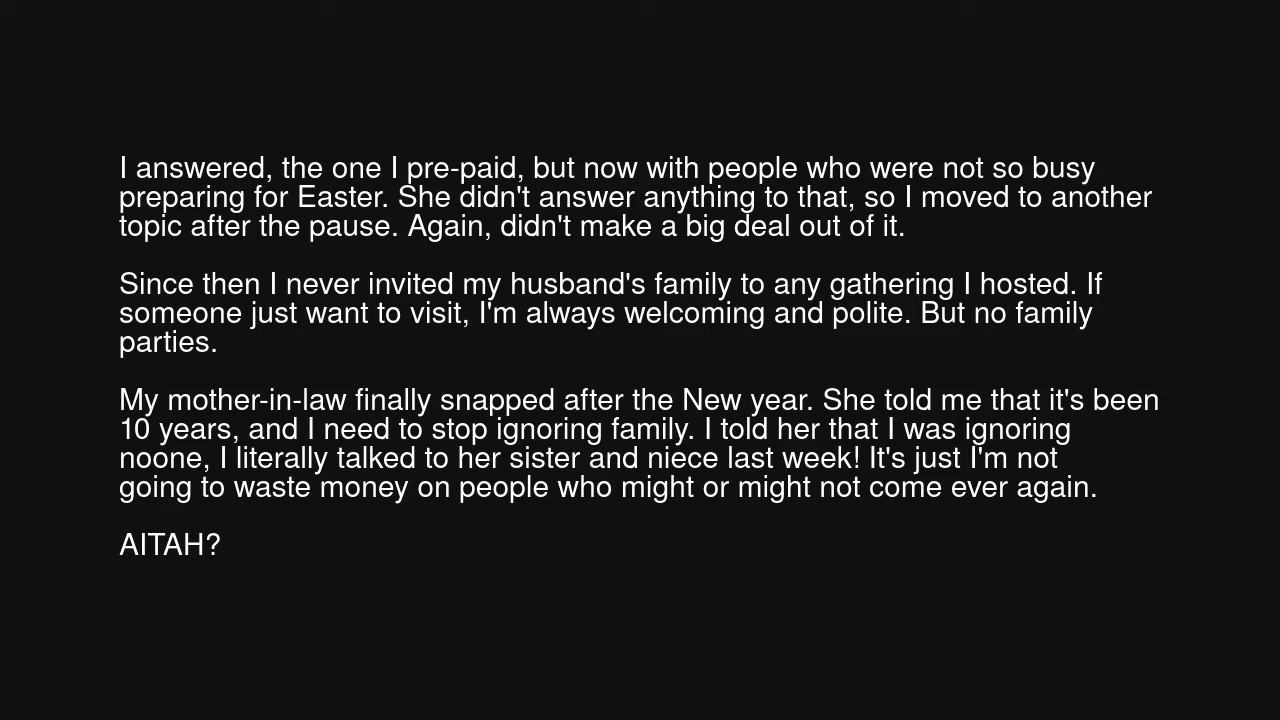 I answered, the one I pre-paid, but now with people who were not so busy
preparing for Easter. She didn't answer anything to that, so I moved to another
topic after the pause. Again, didn't make a big deal out of it.
Since then I never invited my husband's family to any gathering I hosted. If
someone just want to visit, I'm always welcoming and polite. But no family
parties.
My mother-in-law finally snapped after the New year. She told me that it's been
10 years, and I need to stop ignoring family. I told her that I was ignoring
noone, I literally talked to her sister and niece last week! It's just I'm not
going to waste money on people who might or might not come ever again.
AITAH?